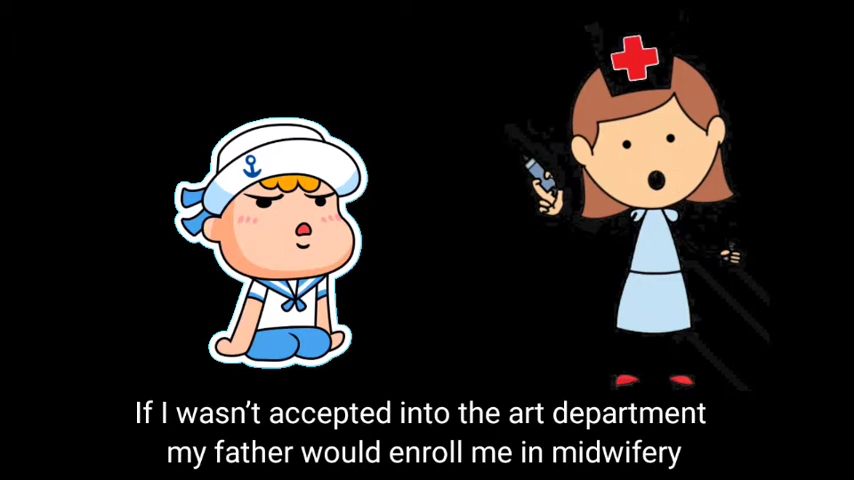 If I wasn’t accepted into the art department
my father would enroll me in midwifery